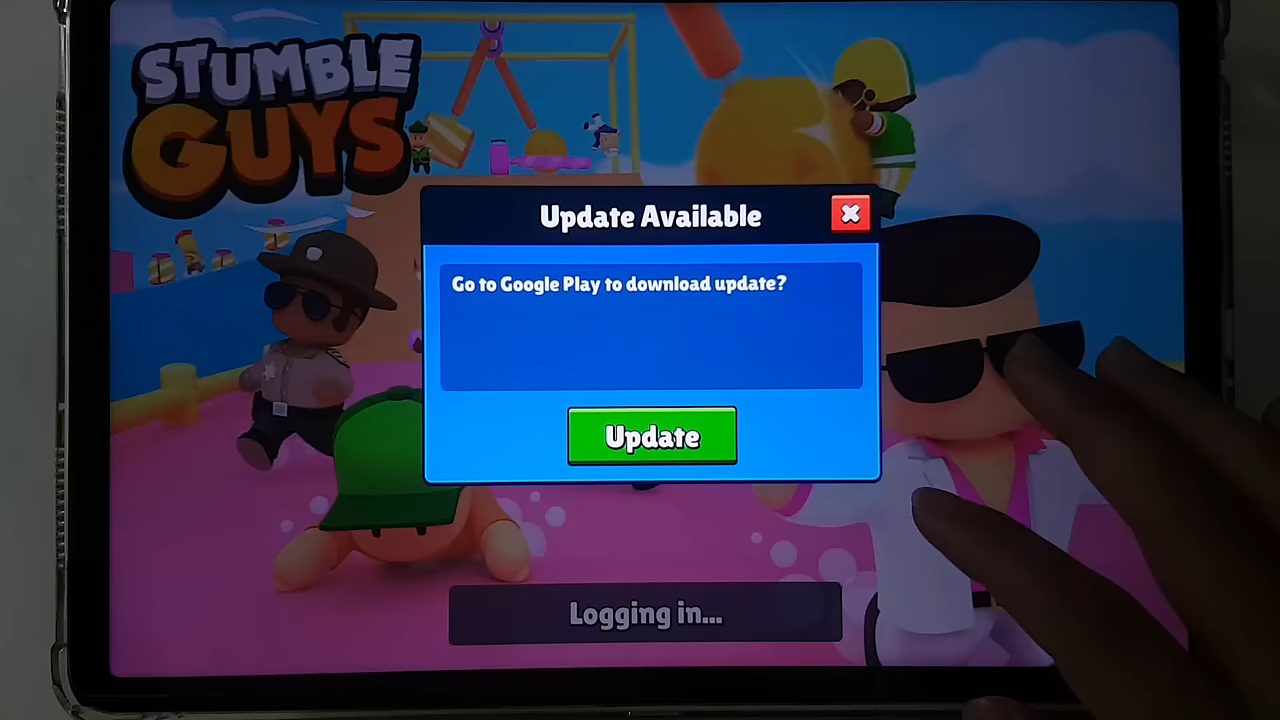 STUMBLE
GUYS
Update Available
Go to Google Play to download update?
Update
Logging in...